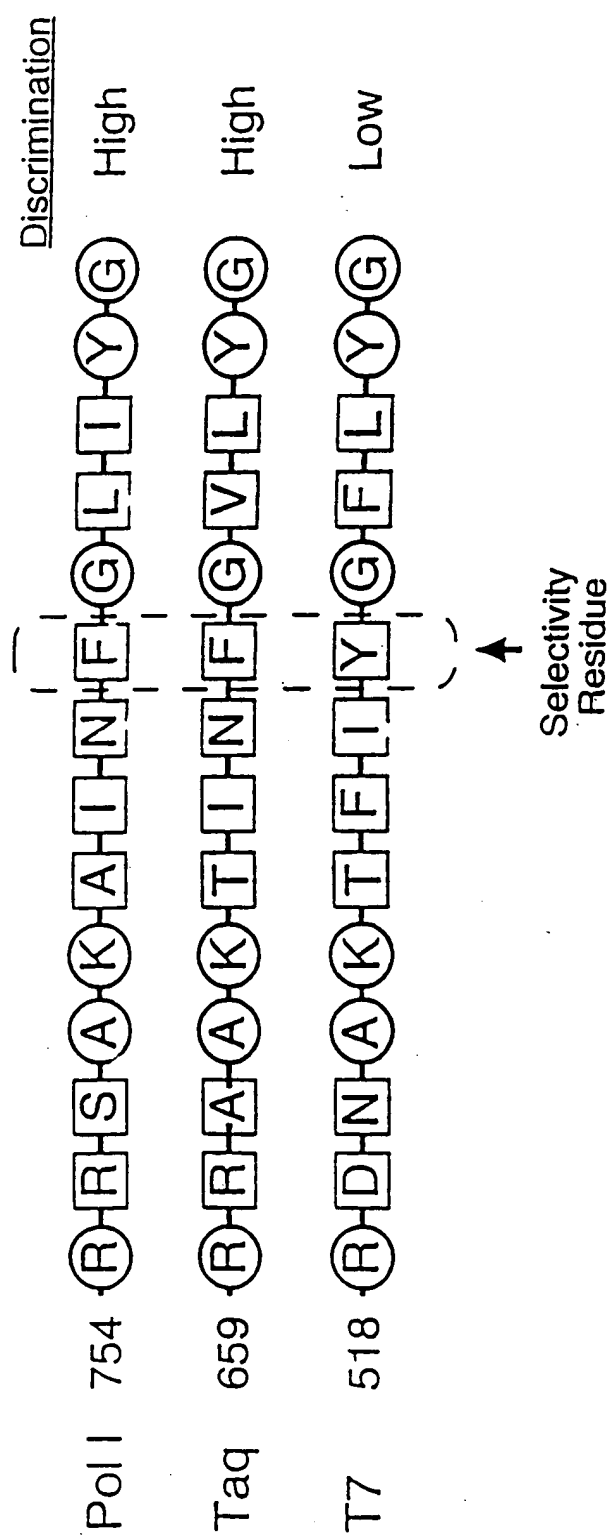 Discrimination
Pol I 754 R R S A K A I N F G L I Y G High
Taq 659 R R A A K T I N F G V L Y G High
T7 518 R D N A K T F I Y G F L Y G Low
Selectivity
Residue